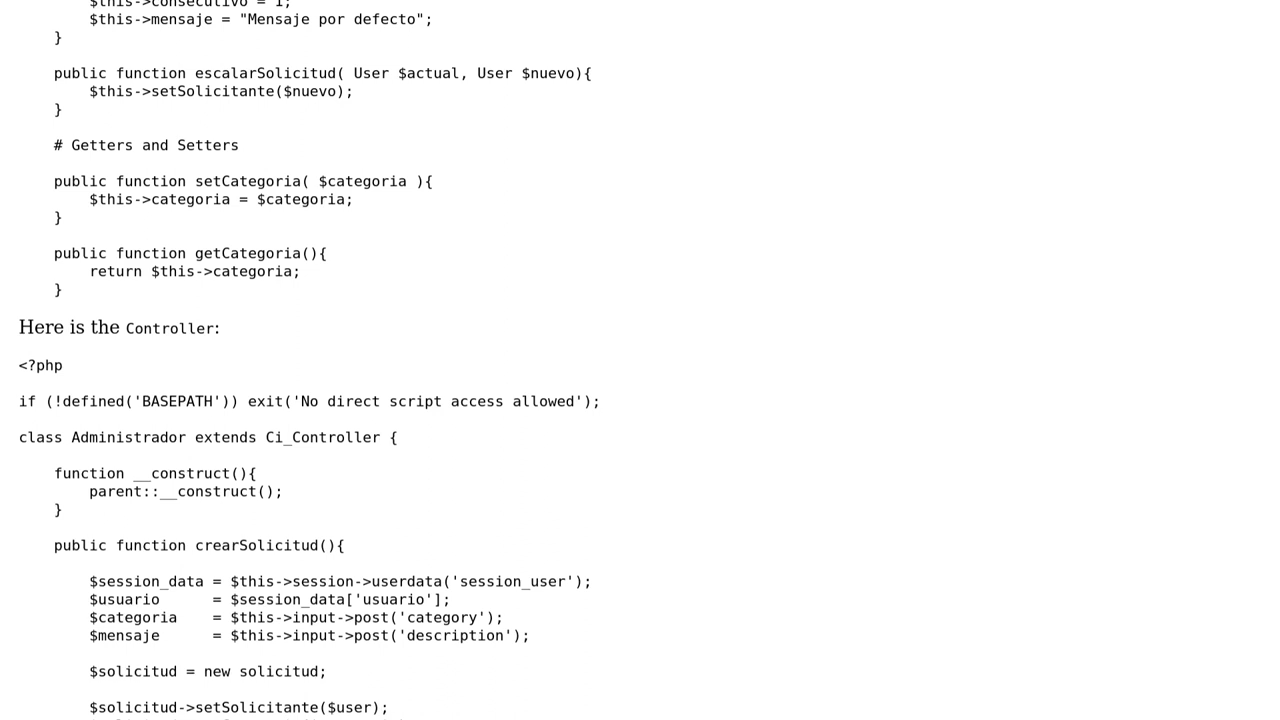 $this->consecutivo = 1;
$this->mensaje = "Mensaje por defecto";
}
public function escalarSolicitud( User $actual, User $nuevo){
$this->setSolicitante($nuevo);
}
# Getters and Setters
public function setCategoria( $categoria ){
$this->categoria = $categoria;
}
public function getCategoria(){
return $this->categoria;
}
Here is the Controller:
<?php
if (!defined('BASEPATH')) exit('No direct script access allowed');
class Administrador extends Ci_Controller {
function __construct(){
parent::__construct();
}
public function crearSolicitud(){
$session_data = $this->session->userdata('session_user');
$usuario      = $session_data['usuario'];
$categoria    = $this->input->post('category');
$mensaje      = $this->input->post('description');
$solicitud = new solicitud;
$solicitud->setSolicitante($user);